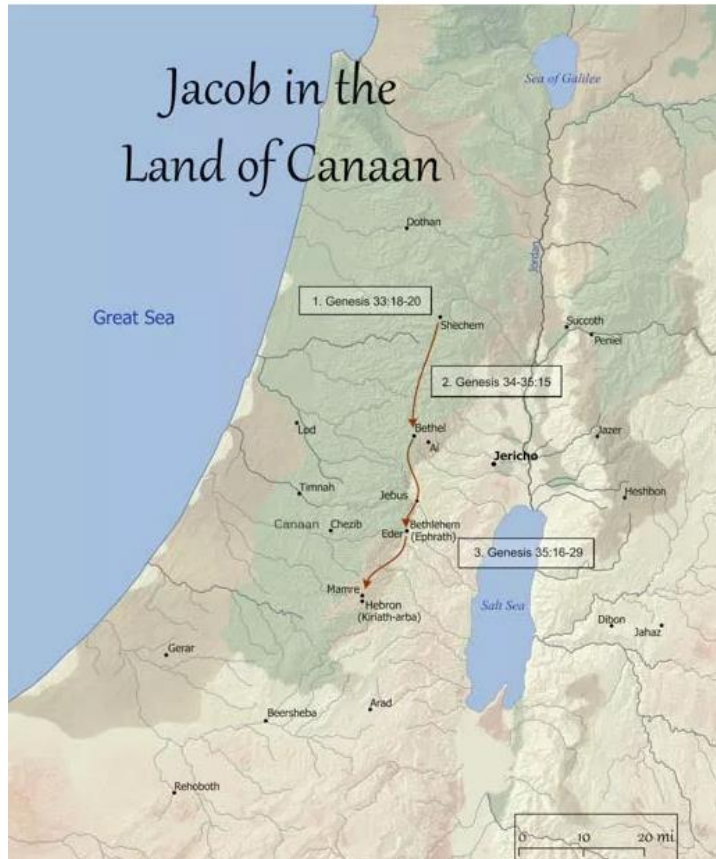 Jacob in the
Land of Canaan
Sea of Galilee
Dothan
Jordan
1. Genesis 33:18-20
Great Sea
Shechem
Succoth
Peniel
2. Genesis 34-35:15
Lod
Bethel
Ai
Jazer
Jericho
Timnah
Jebus
Heshbon
Canaan
Chezib
Eder
Bethlehem
(Ephrath)
3. Genesis 35:16-29
Mamre
Hebron
(Kiriath-arba)
Salt Sea
Dibon
Jahaz
Gerar
Arad
Beersheba
Rehoboth
0 10 20 mi